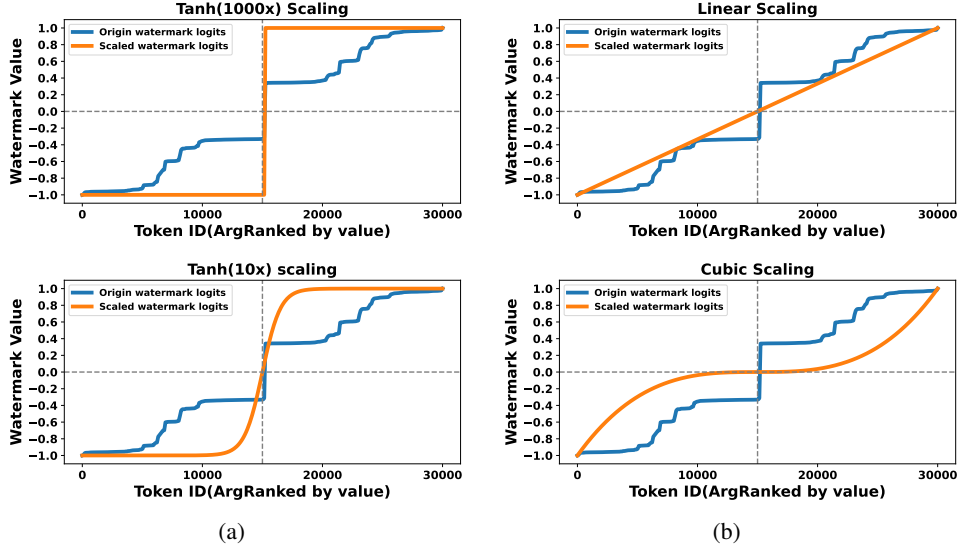 Tanh(1000x) Scaling
Watermark Value
1.0
0.8
0.6
0.4
0.2
0.0
−0.2
−0.4
−0.6
−0.8
−1.0
Origin watermark logits
Scaled watermark logits
0 10000 20000 30000
Token ID(ArgRanked by value)
Linear Scaling
Watermark Value
1.0
0.8
0.6
0.4
0.2
0.0
−0.2
−0.4
−0.6
−0.8
−1.0
Origin watermark logits
Scaled watermark logits
0 10000 20000 30000
Token ID(ArgRanked by value)
Tanh(10x) scaling
Watermark Value
1.0
0.8
0.6
0.4
0.2
0.0
−0.2
−0.4
−0.6
−0.8
−1.0
Origin watermark logits
Scaled watermark logits
0 10000 20000 30000
Token ID(ArgRanked by value)
Cubic Scaling
Watermark Value
1.0
0.8
0.6
0.4
0.2
0.0
−0.2
−0.4
−0.6
−0.8
−1.0
Origin watermark logits
Scaled watermark logits
0 10000 20000 30000
Token ID(ArgRanked by value)
(a)
(b)